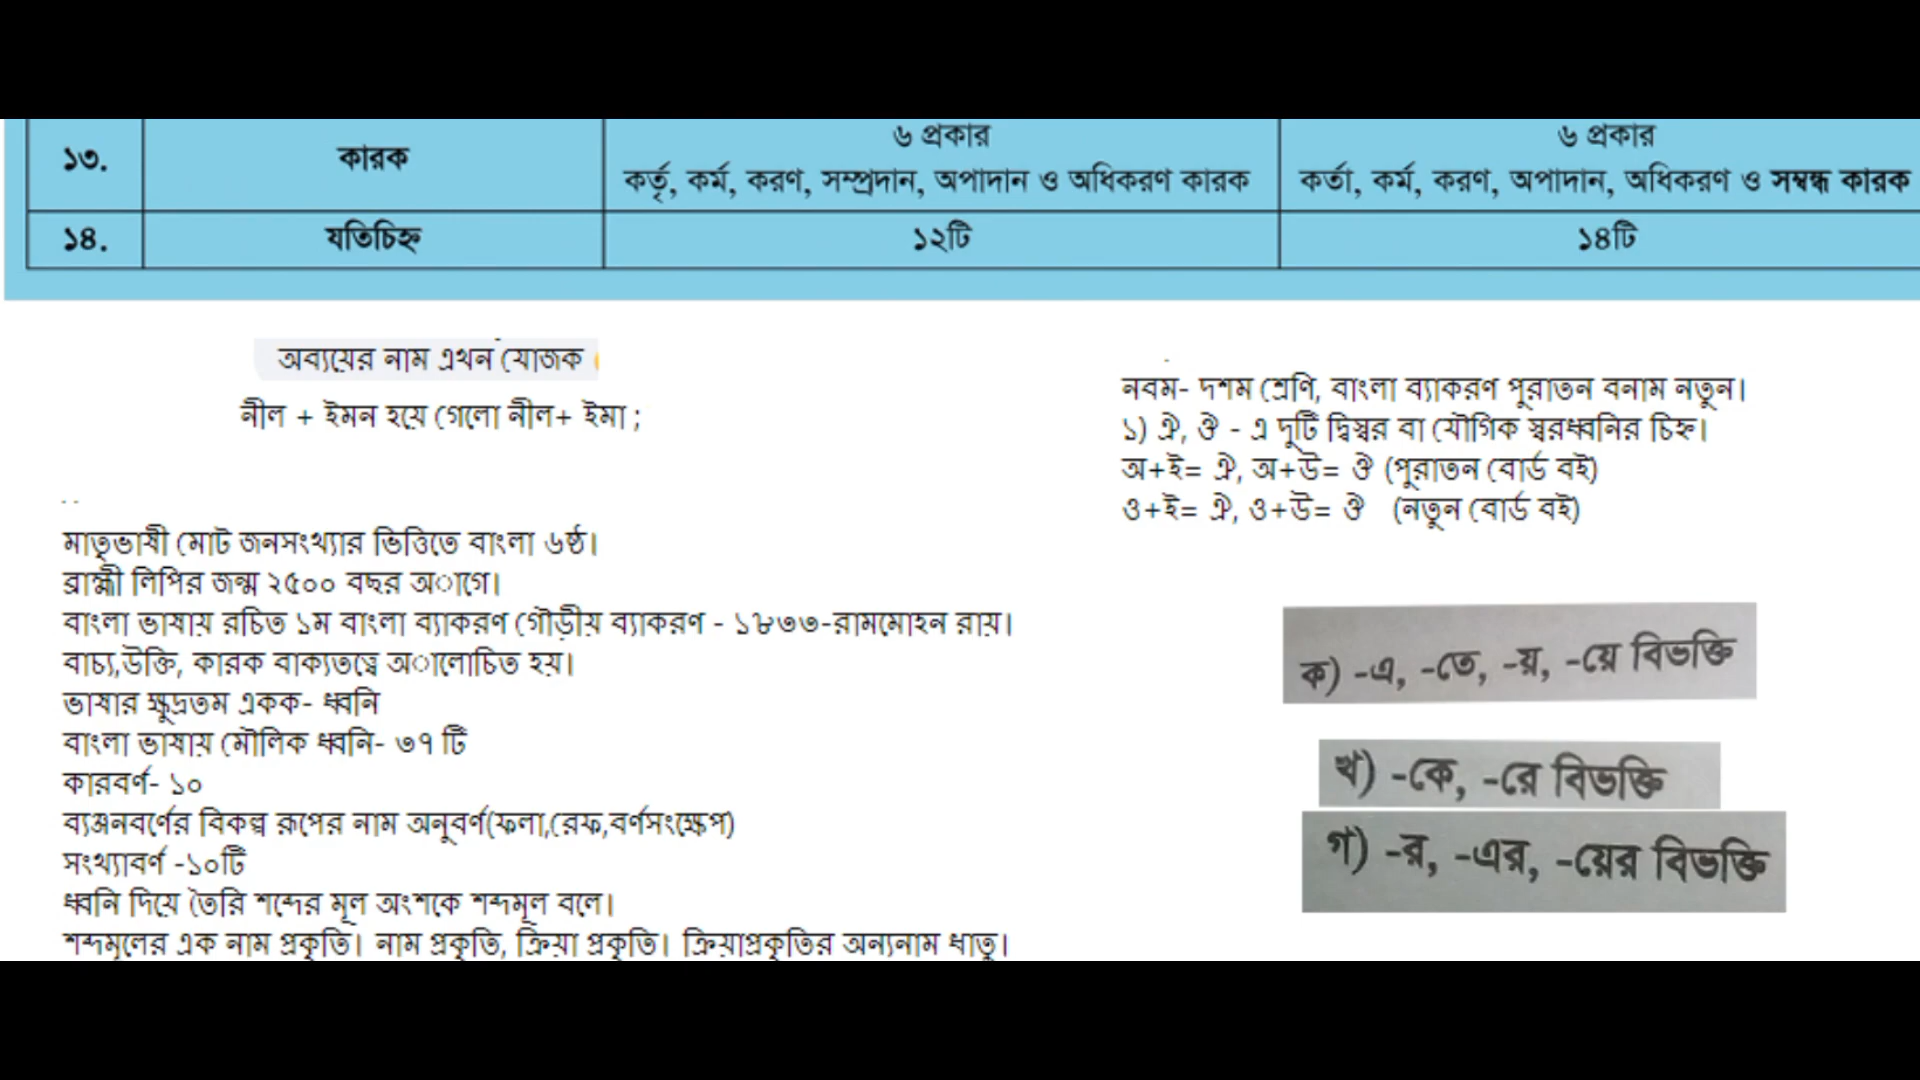 ১৩. কারক ৬ প্রকার ৬ প্রকার
কর্তৃ, কর্ম, করণ, সম্প্রদান, অপাদান ও অধিকরণ কারক কর্তা, কর্ম, করণ, অপাদান, অধিকরণ ও সম্বন্ধ কারক
১৪. যতিচিহ্ন ১২টি ১৪টি
অব্যয়ের নাম এখন যোজক
নীল + ইমন হয়ে গেলো নীল+ ইমা ;
মাতৃভাষী মোট জনসংখ্যার ভিত্তিতে বাংলা ৬ষ্ঠ।
ব্রাহ্মী লিপির জন্ম ২৫০০ বছর অাগে।
বাংলা ভাষায় রচিত ১ম বাংলা ব্যাকরণ গৌড়ীয় ব্যাকরণ - ১৮৩৩-রামমোহন রায়।
বাচ্য,উক্তি, কারক বাক্যতত্ত্বে অালোচিত হয়।
ভাষার ক্ষুদ্রতম একক- ধ্বনি
বাংলা ভাষায় মৌলিক ধ্বনি- ৩৭ টি
কারবর্ণ- ১০
ব্যঞ্জনবর্ণের বিকল্প রূপের নাম অনুবর্ণ(ফলা,রেফ,বর্ণসংক্ষেপ)
সংখ্যাবর্ণ -১০টি
ধ্বনি দিয়ে তৈরি শব্দের মূল অংশকে শব্দমূল বলে।
শব্দমূলের এক নাম প্রকৃতি। নাম প্রকৃতি, ক্রিয়া প্রকৃতি। ক্রিয়াপ্রকৃতির অন্যনাম ধাতু।
নবম- দশম শ্রেণি, বাংলা ব্যাকরণ পুরাতন বনাম নতুন।
১) ঐ, ঔ - এ দুটি দ্বিস্বর বা যৌগিক স্বরধ্বনির চিহ্ন।
অ+ই= ঐ, অ+উ= ঔ (পুরাতন বোর্ড বই)
ও+ই= ঐ, ও+উ= ঔ (নতুন বোর্ড বই)
ক) -এ, -তে, -য়, -য়ে বিভক্তি
খ) -কে, -রে বিভক্তি
গ) -র, -এর, -য়ের বিভক্তি